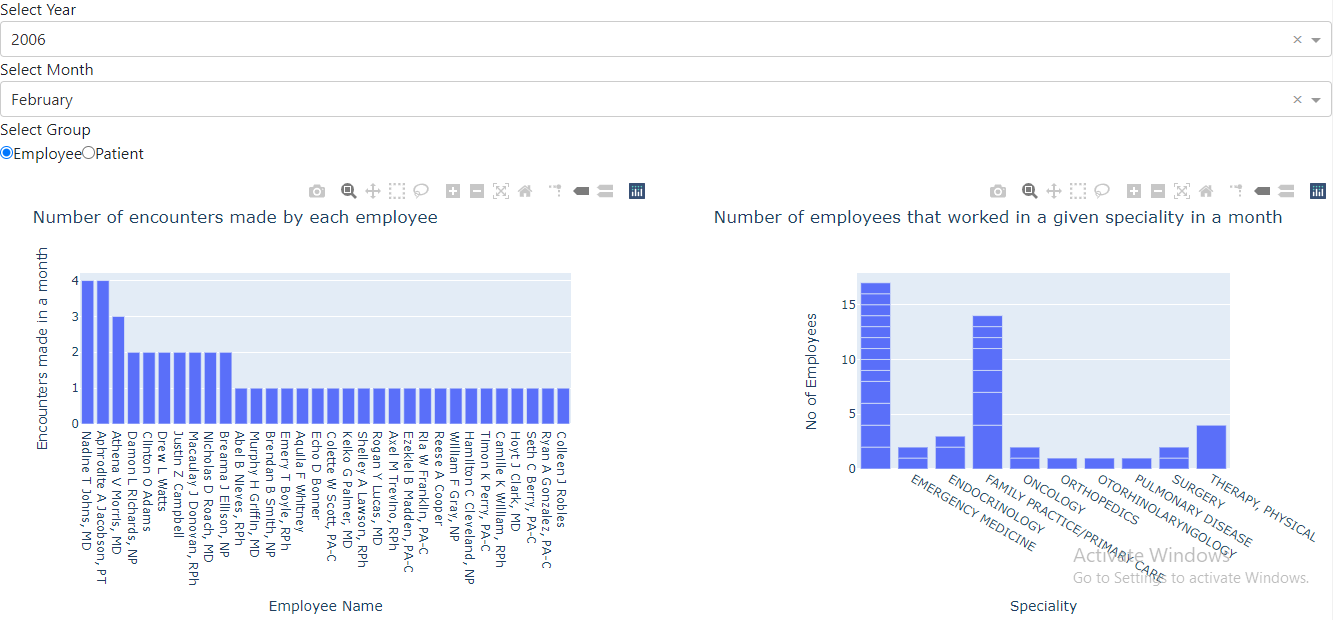 Select Year
2006
Select Month
February
Select Group
Employee Patient
Number of encounters made by each employee
Encounters made in a month
4
3
2
1
0
Nadine T Johns, MD
Aphrodite A Jacobson, PT
Athena V Morris, MD
Damon L Richards, NP
Clinton O Adams
Drew L Watts
Justin Z Campbell
Macaulay J Donovan, RPh
Nicholas D Roach, MD
Breanna J Ellison, NP
Abel B Nieves, RPh
Murphy H Griffin, MD
Brendan B Smith, NP
Emery T Boyle, RPh
Aquila F Whitney
Echo D Bonner
Colette W Scott, PA-C
Keiko G Palmer, MD
Shelley A Lawson, RPh
Rogan Y Lucas, MD
Axel M Trevino, RPh
Ezekiel B Madden, PA-C
Ria W Franklin, PA-C
Reese A Cooper
William F Gray, NP
Hamilton C Cleveland, NP
Timon K Perry, PA-C
Camille K William, RPh
Hoyt J Clark, MD
Seth C Berry, PA-C
Ryan A Gonzalez, PA-C
Colleen J Robles
Employee Name
Number of employees that worked in a given speciality in a month
No of Employees
15
10
5
0
EMERGENCY MEDICINE
ENDOCRINOLOGY
FAMILY PRACTICE/PRIMARY CARE
ONCOLOGY
ORTHOPEDICS
OTORHINOLARYNGOLOGY
PULMONARY DISEASE
SURGERY
THERAPY, PHYSICAL
Speciality
Activate Windows
Go to Settings to activate Windows.